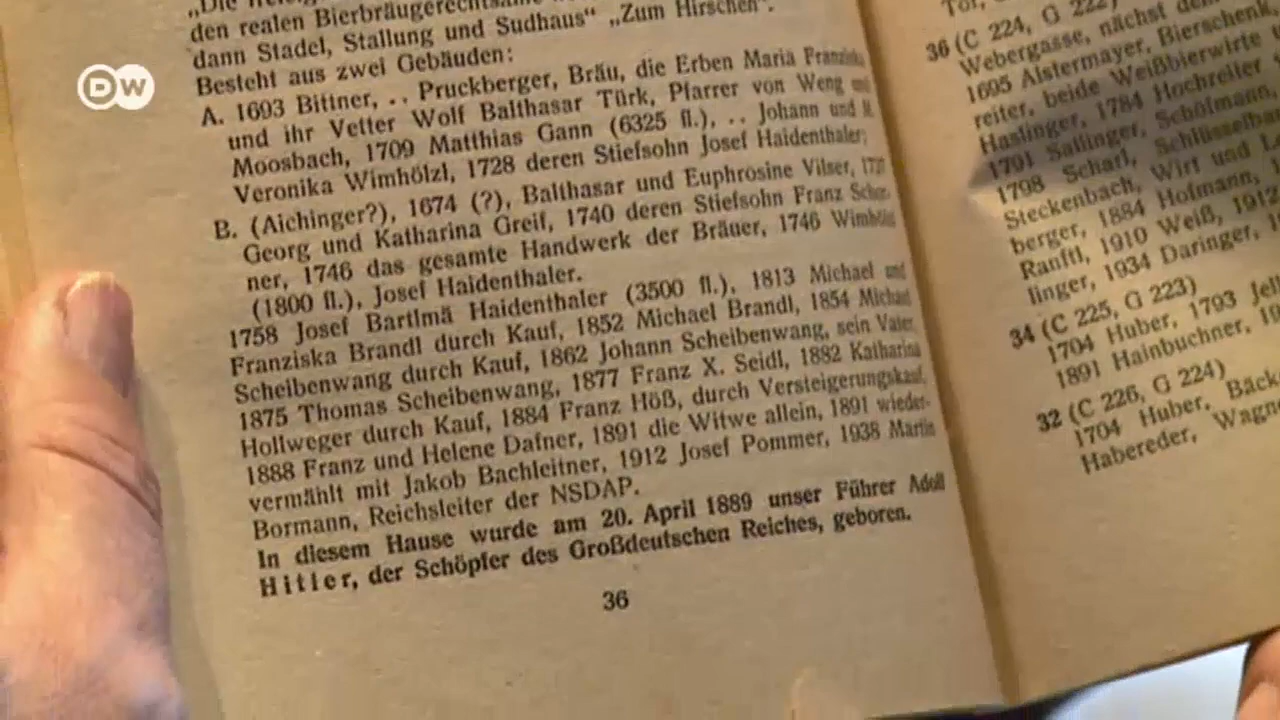 DW
„Die
den realen Bierbräugerechtsame
dann Stadel, Stallung und Sudhaus“ „Zum Hirschen“.
Besteht aus zwei Gebäuden:
A. 1693 Bittner, .. Pruckberger, Bräu, die Erben Maria Franziska
und ihr Vetter Wolf Balthasar Türk, Pfarrer von Weng und
Moosbach, 1709 Matthias Gann (6325 fl.), .. Johann und
Veronika Wimhölzl, 1728 deren Stiefsohn Josef Haidenthaler;
B. (Aichinger?), 1674 (?), Balthasar und Euphrosine Vilser,
Georg und Katharina Greif, 1740 deren Stiefsohn Franz
ner, 1746 das gesamte Handwerk der Bräuer, 1746 Wimhölzl
(1800 fl.), Josef Haidenthaler.
1758 Josef Bartlmä Haidenthaler (3500 fl.), 1813 Michael und
Franziska Brandl durch Kauf, 1852 Michael Brandl, 1854 Michael
Scheibenwang durch Kauf, 1862 Johann Scheibenwang, sein Vater,
1875 Thomas Scheibenwang, 1877 Franz X. Seidl, 1882 Katharina
Hollweger durch Kauf, 1884 Franz Höß, durch Versteigerungskauf,
1888 Franz und Helene Dafner, 1891 die Witwe allein, 1891 wieder-
vermählt mit Jakob Bachleitner, 1912 Josef Pommer, 1938 Martin
Bormann, Reichsleiter der NSDAP.
In diesem Hause wurde am 20. April 1889 unser Führer Adolf
Hitler, der Schöpfer des Großdeutschen Reiches, geboren.
36
Tor,
36 (C 224, G 222)
Webergasse, nächst dem
1695 Alstermayer, Bierschenk,
reiter, beide Weißbierwirte
Haslinger, 1784 Hochreiter
1791 Sallinger, Schölmann,
1798 Scharl, Schlüsselbar
Steckenbach, Wirt und
berger, 1884 Hofmann,
Ranftl, 1910 Weiß, 1912
linger, 1934 Daringer,
34 (C 225, G 223)
1704 Huber, 1793
1891 Hainbuchner,
32 (C 226, G 224)
1704 Huber, Bäck
Habereder, Wagn